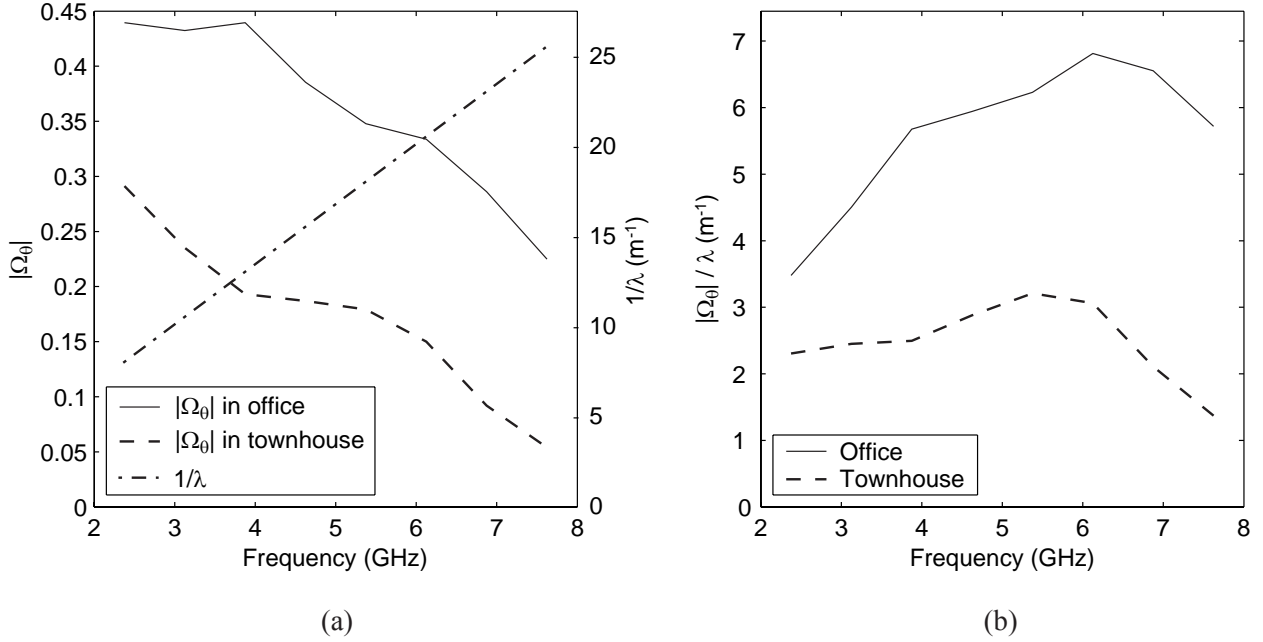 0.45
0.4
0.35
0.3
0.25
0.2
0.15
0.1
0.05
0
|Ωθ|
25
20
15
10
5
0
1/λ (m-1)
|Ωθ| in office
|Ωθ| in townhouse
1/λ
2 3 4 5 6 7 8
Frequency (GHz)
(a)
7
6
5
4
3
2
1
0
|Ωθ| / λ (m-1)
Office
Townhouse
2 3 4 5 6 7 8
Frequency (GHz)
(b)